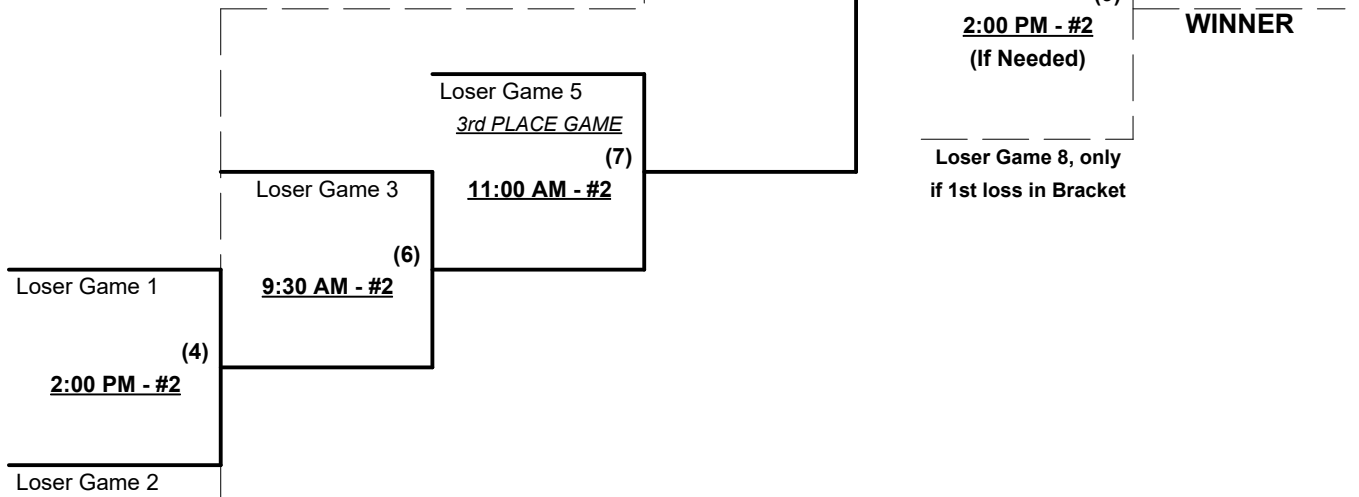 2:00 PM - #2
WINNER
(If Needed)
Loser Game 5
3rd PLACE GAME
(7)
11:00 AM - #2
Loser Game 8, only
if 1st loss in Bracket
Loser Game 3
(6)
9:30 AM - #2
Loser Game 1
(4)
2:00 PM - #2
Loser Game 2